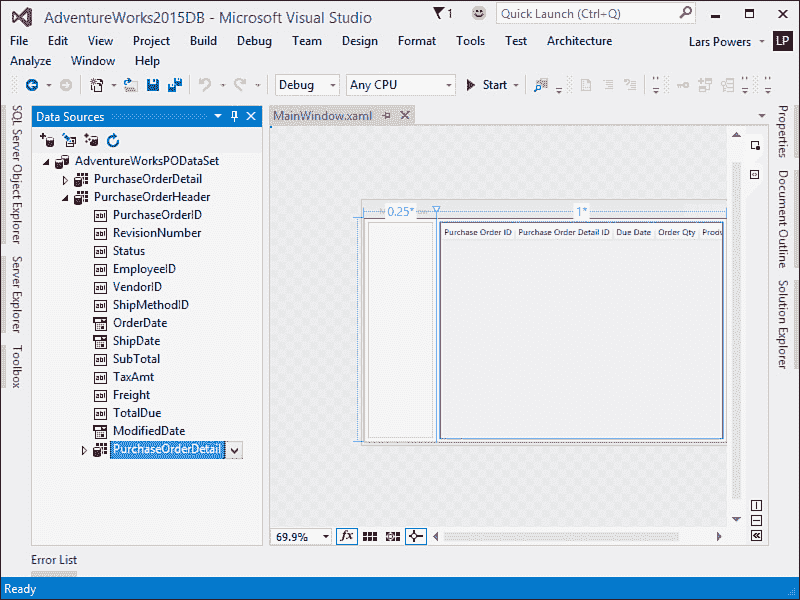 AdventureWorks2015DB - Microsoft Visual Studio
1
Quick Launch (Ctrl+Q)
File Edit View Project Build Debug Team Design Format Tools Test Architecture
Lars Powers
LP
Analyze Window Help
Debug
Any CPU
Start
SQL Server Object Explorer
Server Explorer
Toolbox
Data Sources
AdventureWorksPODataSet
PurchaseOrderDetail
PurchaseOrderHeader
PurchaseOrderID
RevisionNumber
Status
EmployeeID
VendorID
ShipMethodID
OrderDate
ShipDate
SubTotal
TaxAmt
Freight
TotalDue
ModifiedDate
PurchaseOrderDetail
MainWindow.xaml
0.25*
1*
Purchase Order ID Purchase Order Detail ID Due Date Order Qty Produ
69.9%
fx
Properties
Document Outline
Solution Explorer
Error List
Ready